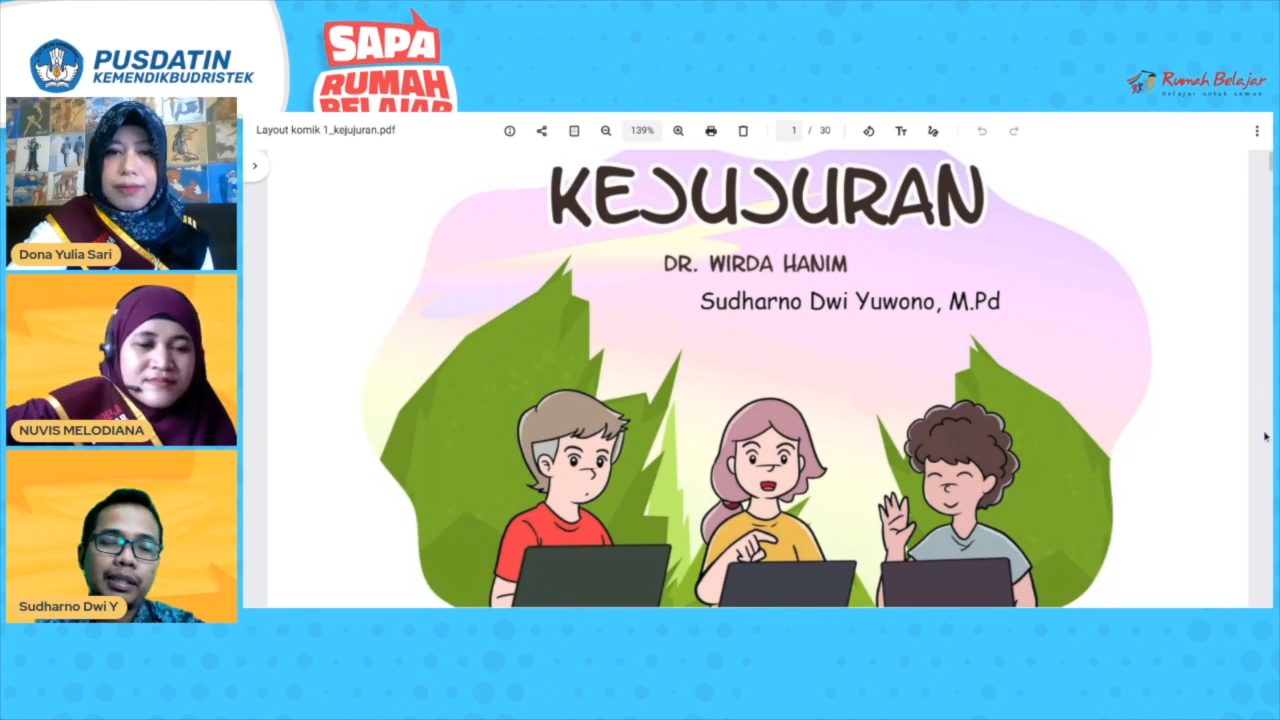 PUSDATIN
KEMENDIKBUDRISTEK
SAPA
RUMAH
BELAJAR
Rumah Belajar
belajar untuk semua
Dona Yulia Sari
NUVIS MELODIANA
Sudharno Dwi Y
Layout komik 1_kejujuran.pdf
139%
1 / 30
KEJUJURAN
DR. WIRDA HANIM
Sudharno Dwi Yuwono, M.Pd